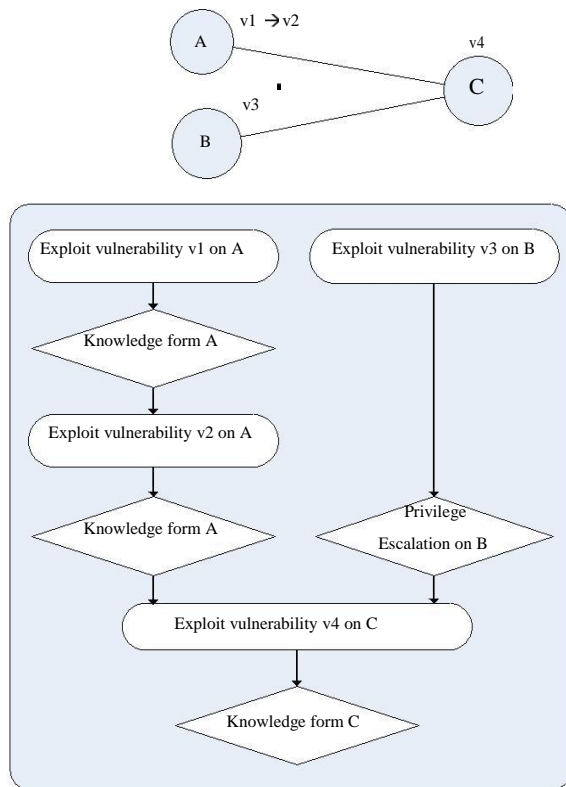 v1 → v2
A
v4
C
v3
B
Exploit vulnerability v1 on A
Exploit vulnerability v3 on B
Knowledge form A
Exploit vulnerability v2 on A
Knowledge form A
Privilege
Escalation on B
Exploit vulnerability v4 on C
Knowledge form C